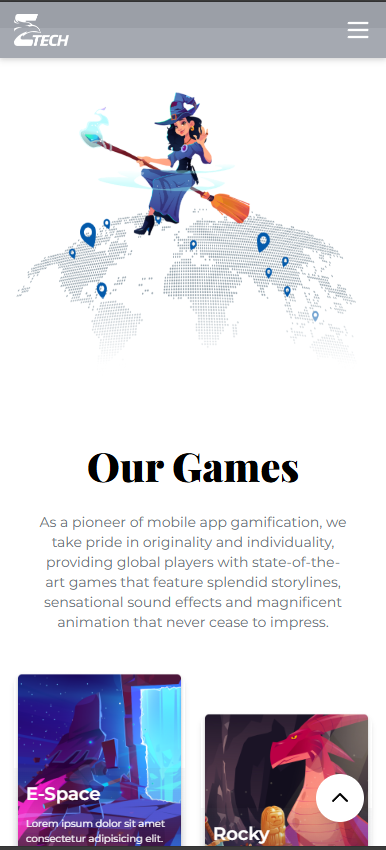 TECH
Our Games
As a pioneer of mobile app gamification, we
take pride in originality and individuality,
providing global players with state-of-the-
art games that feature splendid storylines,
sensational sound effects and magnificent
animation that never cease to impress.
E-Space
Lorem ipsum dolor sit amet
consectetur adipisicing elit.
Rocky